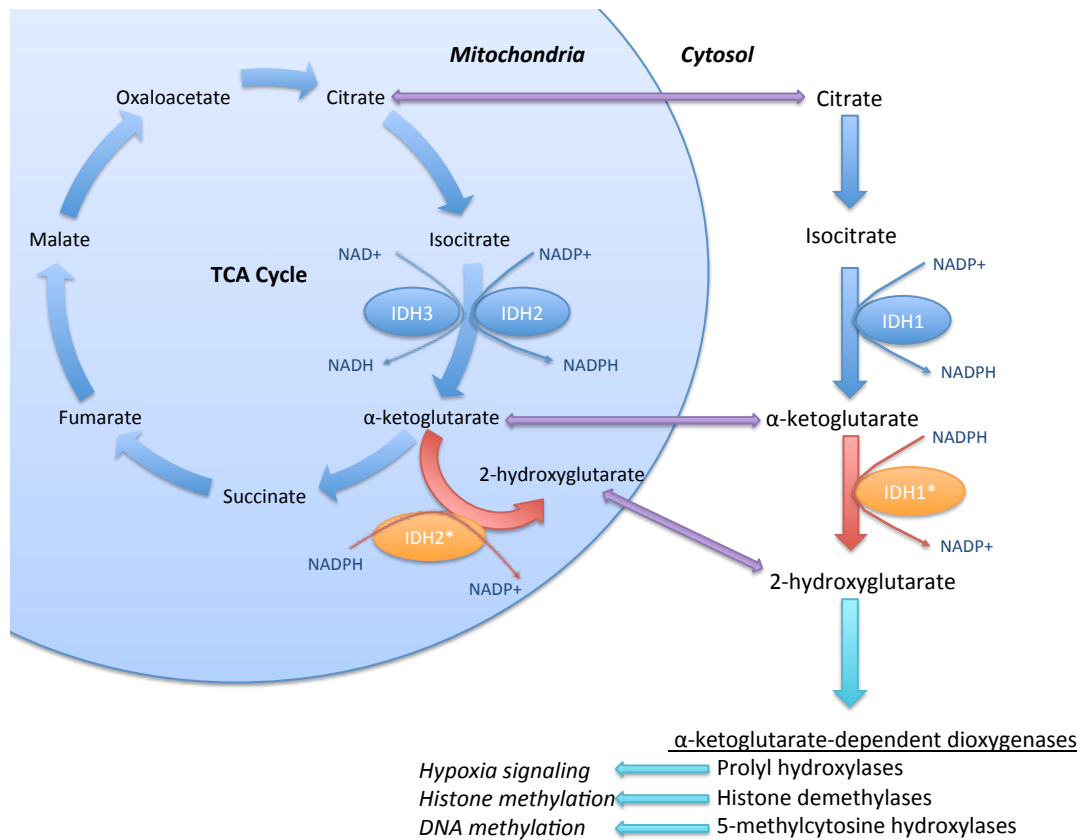 Mitochondria
Cytosol
Oxaloacetate
Citrate
Citrate
Malate
Isocitrate
Isocitrate
TCA Cycle
NAD+
NADP+
NADP+
IDH3
IDH2
IDH1
NADH
NADPH
NADPH
Fumarate
α-ketoglutarate
α-ketoglutarate
NADPH
2-hydroxyglutarate
Succinate
IDH1*
IDH2*
NADPH
NADP+
NADP+
2-hydroxyglutarate
α-ketoglutarate-dependent dioxygenases
Hypoxia signaling
Prolyl hydroxylases
Histone methylation
Histone demethylases
DNA methylation
5-methylcytosine hydroxylases